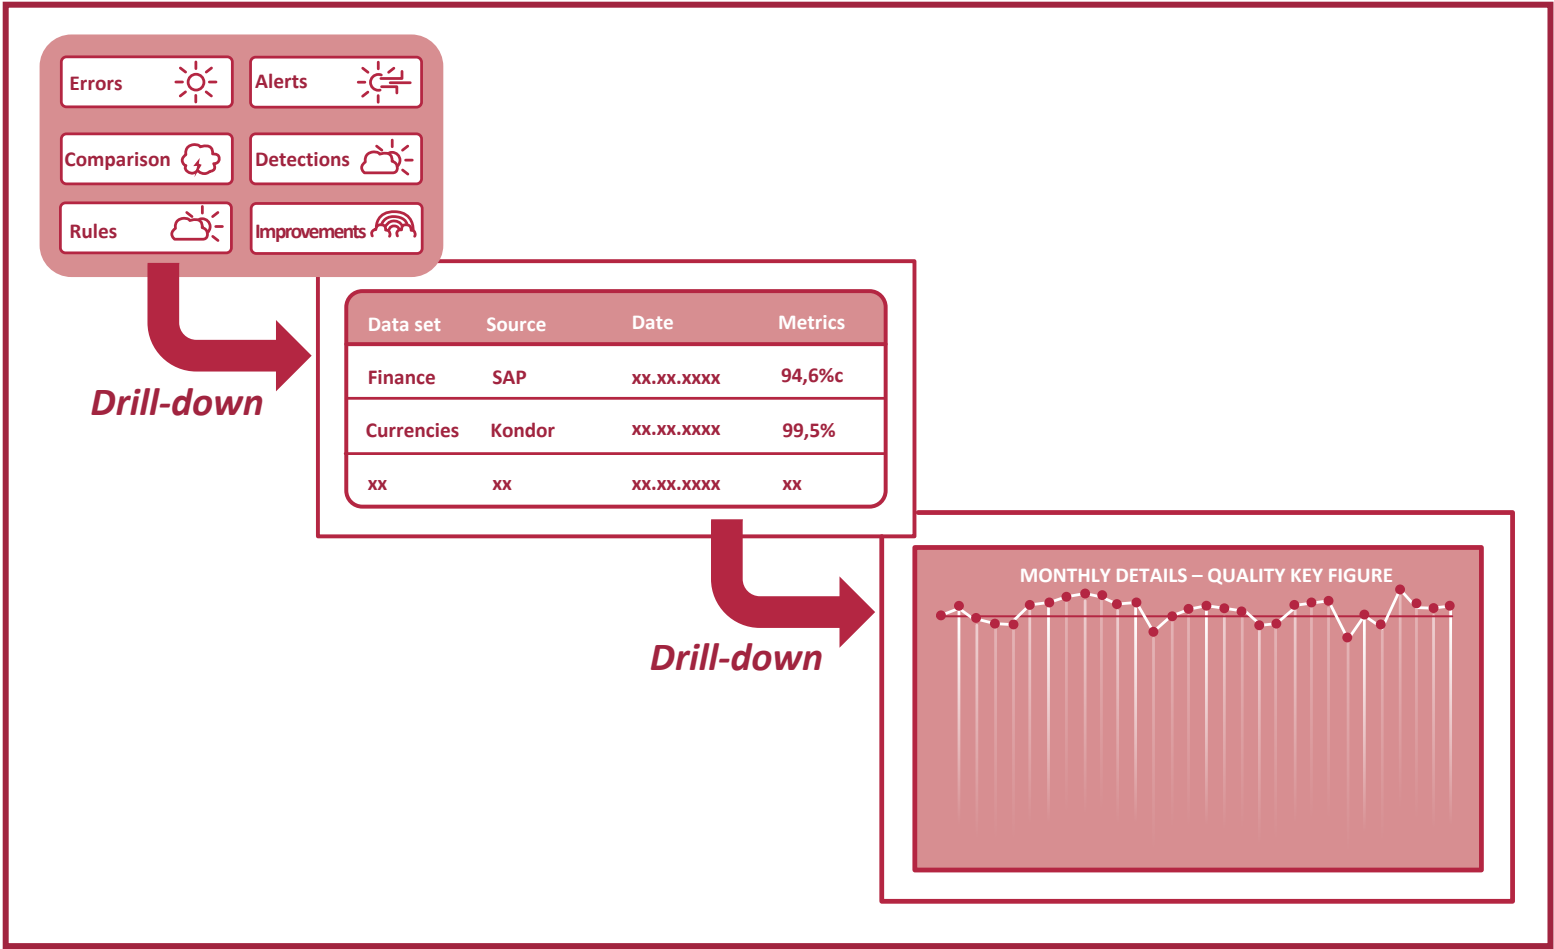 Errors
Alerts
Comparison
Detections
Rules
Improvements
Drill-down
Data set Source Date Metrics
Finance SAP xx.xx.xxxx 94,6%c
Currencies Kondor xx.xx.xxxx 99,5%
xx xx xx.xx.xxxx xx
Drill-down
MONTHLY DETAILS – QUALITY KEY FIGURE